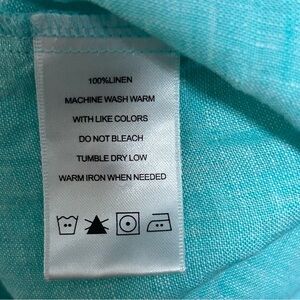 100%LINEN
MACHINE WASH WARM
WITH LIKE COLORS
DO NOT BLEACH
TUMBLE DRY LOW
WARM IRON WHEN NEEDED